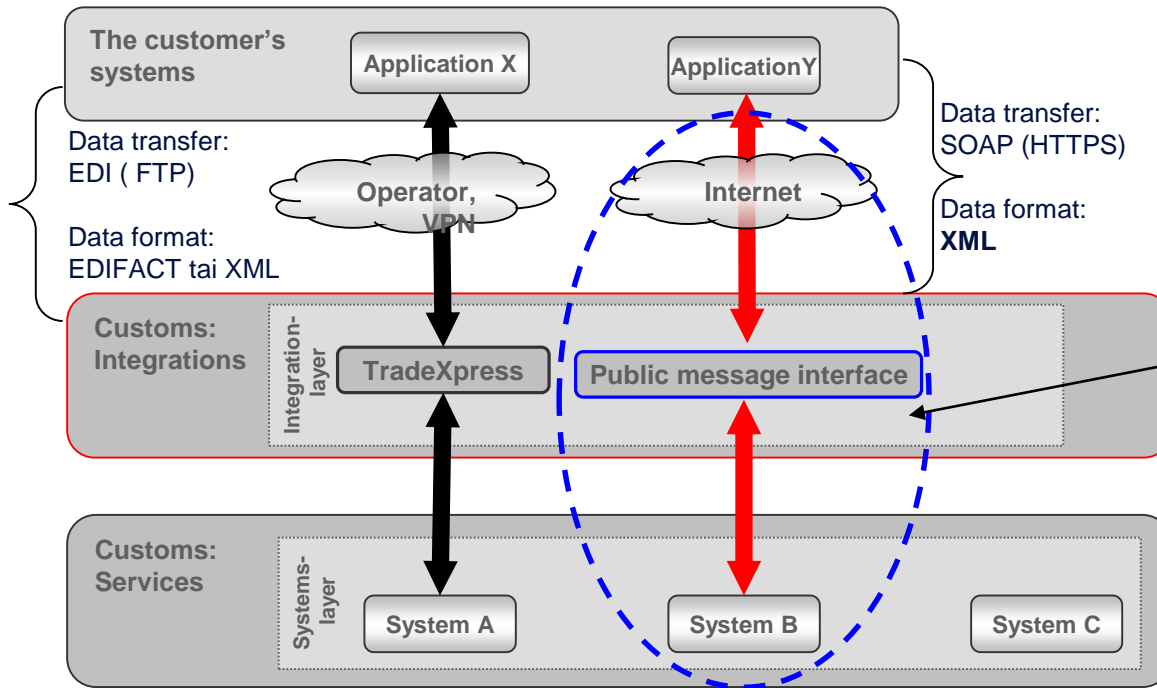 The customer's
systems
Application X
ApplicationY
Data transfer:
EDI ( FTP)
Data format:
EDIFACT tai XML
Operator,
VPN
Internet
Data transfer:
SOAP (HTTPS)
Data format:
XML
Customs:
Integrations
Integration-
layer
TradeXpress
Public message interface
Customs:
Services
Systems-
layer
System A
System B
System C